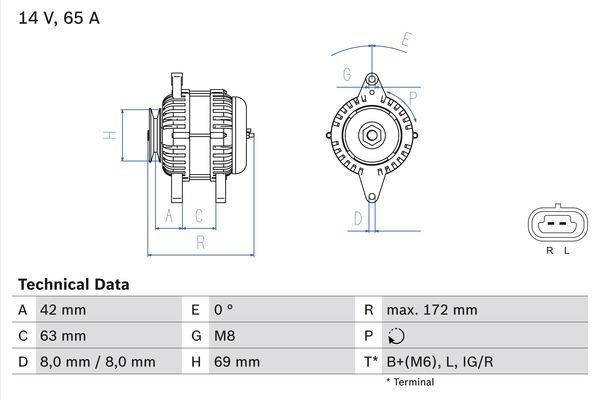 14 V, 65 A
E
G
P
H
A
C
R
D
R L
Technical Data
A 42 mm E 0 ° R max. 172 mm
C 63 mm G M8 P
D 8,0 mm / 8,0 mm H 69 mm T* B+(M6), L, IG/R
* Terminal